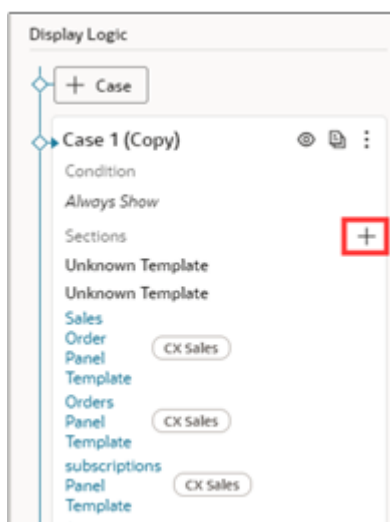 Display Logic
+ Case
Case 1 (Copy)
Condition
Always Show
Sections
Unknown Template
Unknown Template
Sales
Order
Panel
Template
CX Sales
Orders
Panel
Template
CX Sales
subscriptions
Panel
Template
CX Sales